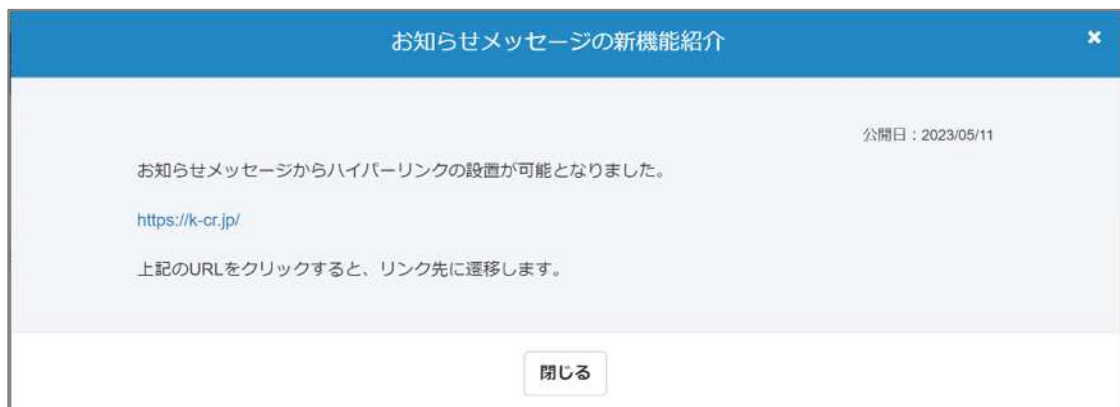 お知らせメッセージの新機能紹介
公開日：2023/05/11
お知らせメッセージからハイパーリンクの設置が可能となりました。
https://k-cr.jp/
上記のURLをクリックすると、リンク先に遷移します。
閉じる